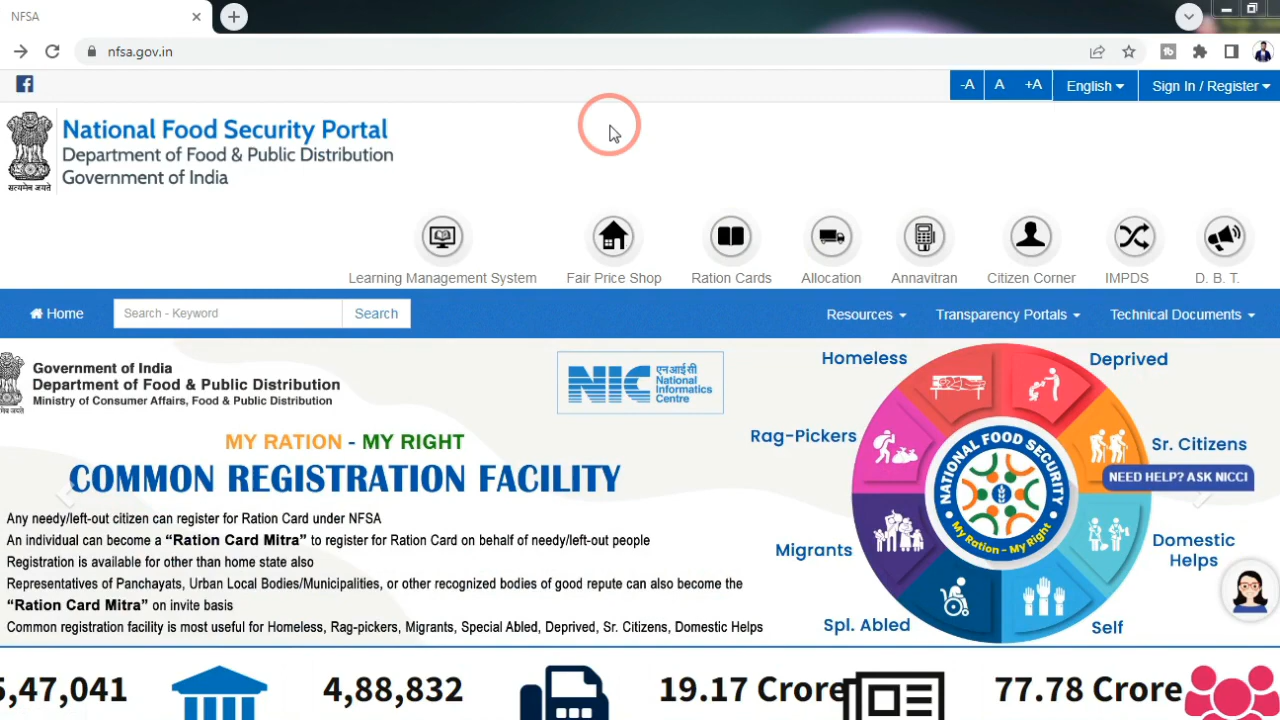 NFSA
nfsa.gov.in
-A A +A English Sign In / Register
National Food Security Portal
Department of Food & Public Distribution
Government of India
सत्यमेव जयते
Learning Management System Fair Price Shop Ration Cards Allocation Annavitran Citizen Corner IMPDS D. B. T.
Home Search - Keyword Search Resources Transparency Portals Technical Documents
Government of India
Department of Food & Public Distribution
Ministry of Consumer Affairs, Food & Public Distribution
एनआईसी
NIC National
Informatics
Centre
MY RATION - MY RIGHT
COMMON REGISTRATION FACILITY
Any needy/left-out citizen can register for Ration Card under NFSA
An individual can become a “Ration Card Mitra” to register for Ration Card on behalf of needy/left-out people
Registration is available for other than home state also
Representatives of Panchayats, Urban Local Bodies/Municipalities, or other recognized bodies of good repute can also become the
“Ration Card Mitra” on invite basis
Common registration facility is most useful for Homeless, Rag-pickers, Migrants, Special Abled, Deprived, Sr. Citizens, Domestic Helps
Homeless
Deprived
Rag-Pickers
Sr. Citizens
NATIONAL FOOD SECURITY
My Ration - My Right
NEED HELP? ASK NICCI
Migrants
Domestic
Helps
Spl. Abled
Self
5,47,041 4,88,832 19.17 Crore 77.78 Crore